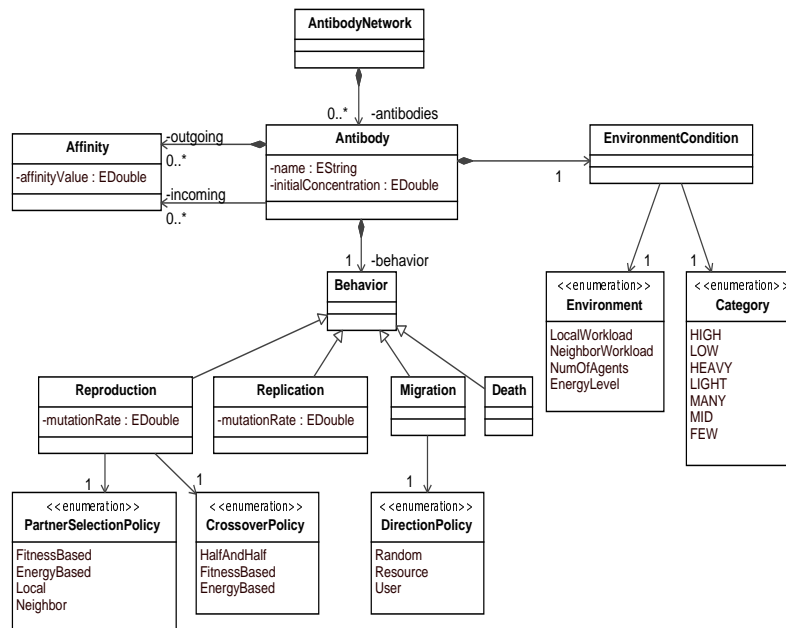 AntibodyNetwork
0..*
-antibodies
Affinity
-affinityValue : EDouble
-outgoing
0..*
-incoming
0..*
Antibody
-name : EString
-initialConcentration : EDouble
1
EnvironmentCondition
1
-behavior
1
1
Behavior
<<enumeration>>
Environment
LocalWorkload
NeighborWorkload
NumOfAgents
EnergyLevel
<<enumeration>>
Category
HIGH
LOW
HEAVY
LIGHT
MANY
MID
FEW
Reproduction
-mutationRate : EDouble
Replication
-mutationRate : EDouble
Migration
Death
1
1
1
<<enumeration>>
PartnerSelectionPolicy
FitnessBased
EnergyBased
Local
Neighbor
<<enumeration>>
CrossoverPolicy
HalfAndHalf
FitnessBased
EnergyBased
<<enumeration>>
DirectionPolicy
Random
Resource
User